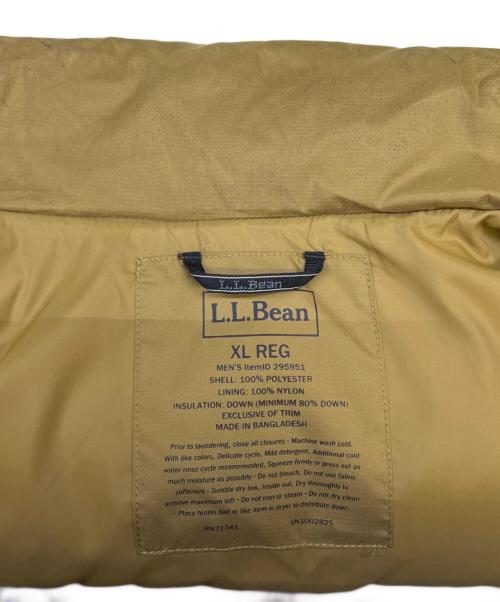 L.L.Bean
L.L.Bean
XL REG
MEN'S ItemID 295951
SHELL: 100% POLYESTER
LINING: 100% NYLON
INSULATION: DOWN (MINIMUM 80% DOWN)
EXCLUSIVE OF TRIM
MADE IN BANGLADESH
Prior to laundering, close all closures - Machine wash cold.
With like colors, Delicate cycle, Mild detergent. Additional cold
water rinse cycle recommended, Squeeze firmly or press out as
much moisture as possible - Do not bleach, Do not use fabric
softeners - Tumble dry low, Inside out, Dry thoroughly to
achieve maximum loft - Do not iron or steam - Do not dry clean
- Place tennis ball or like item in dryer to distribute down.
RN71341 VN1002825